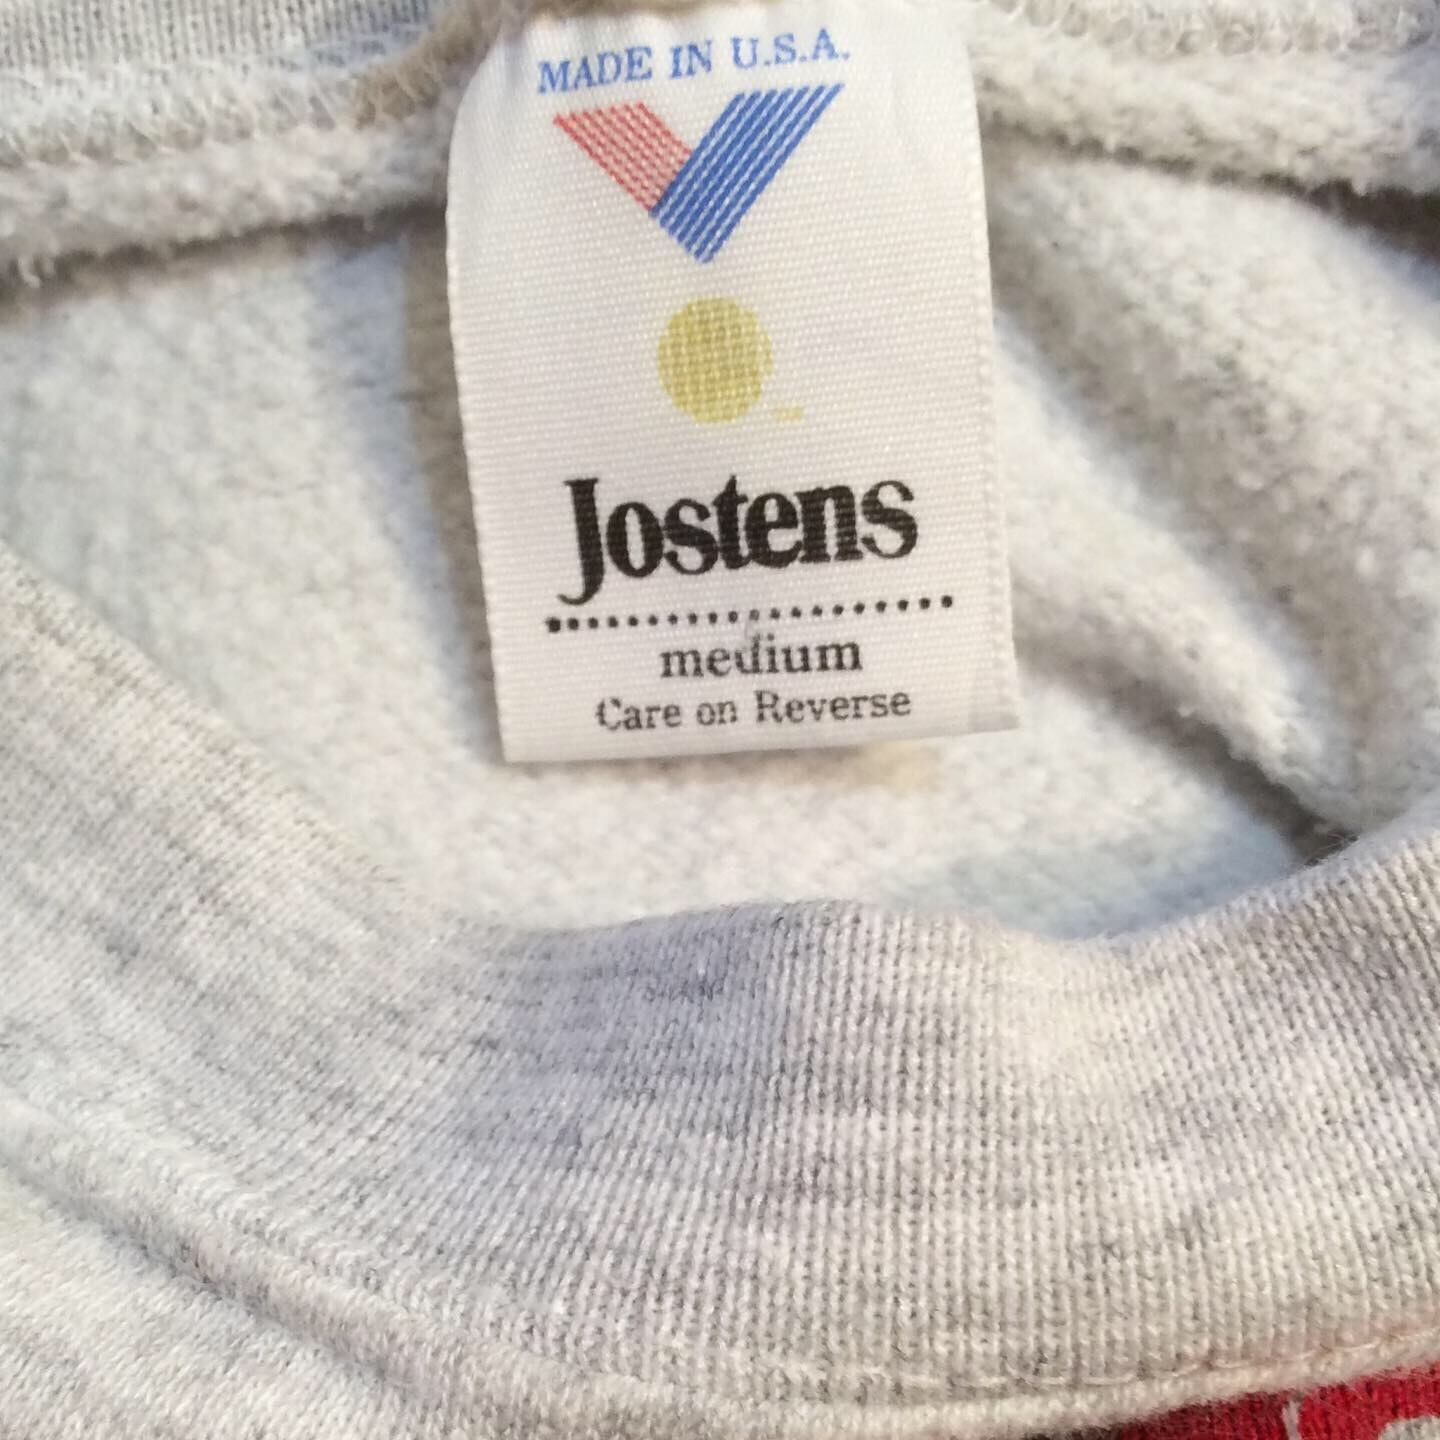 MADE IN U.S.A.
Jostens
medium
Care on Reverse